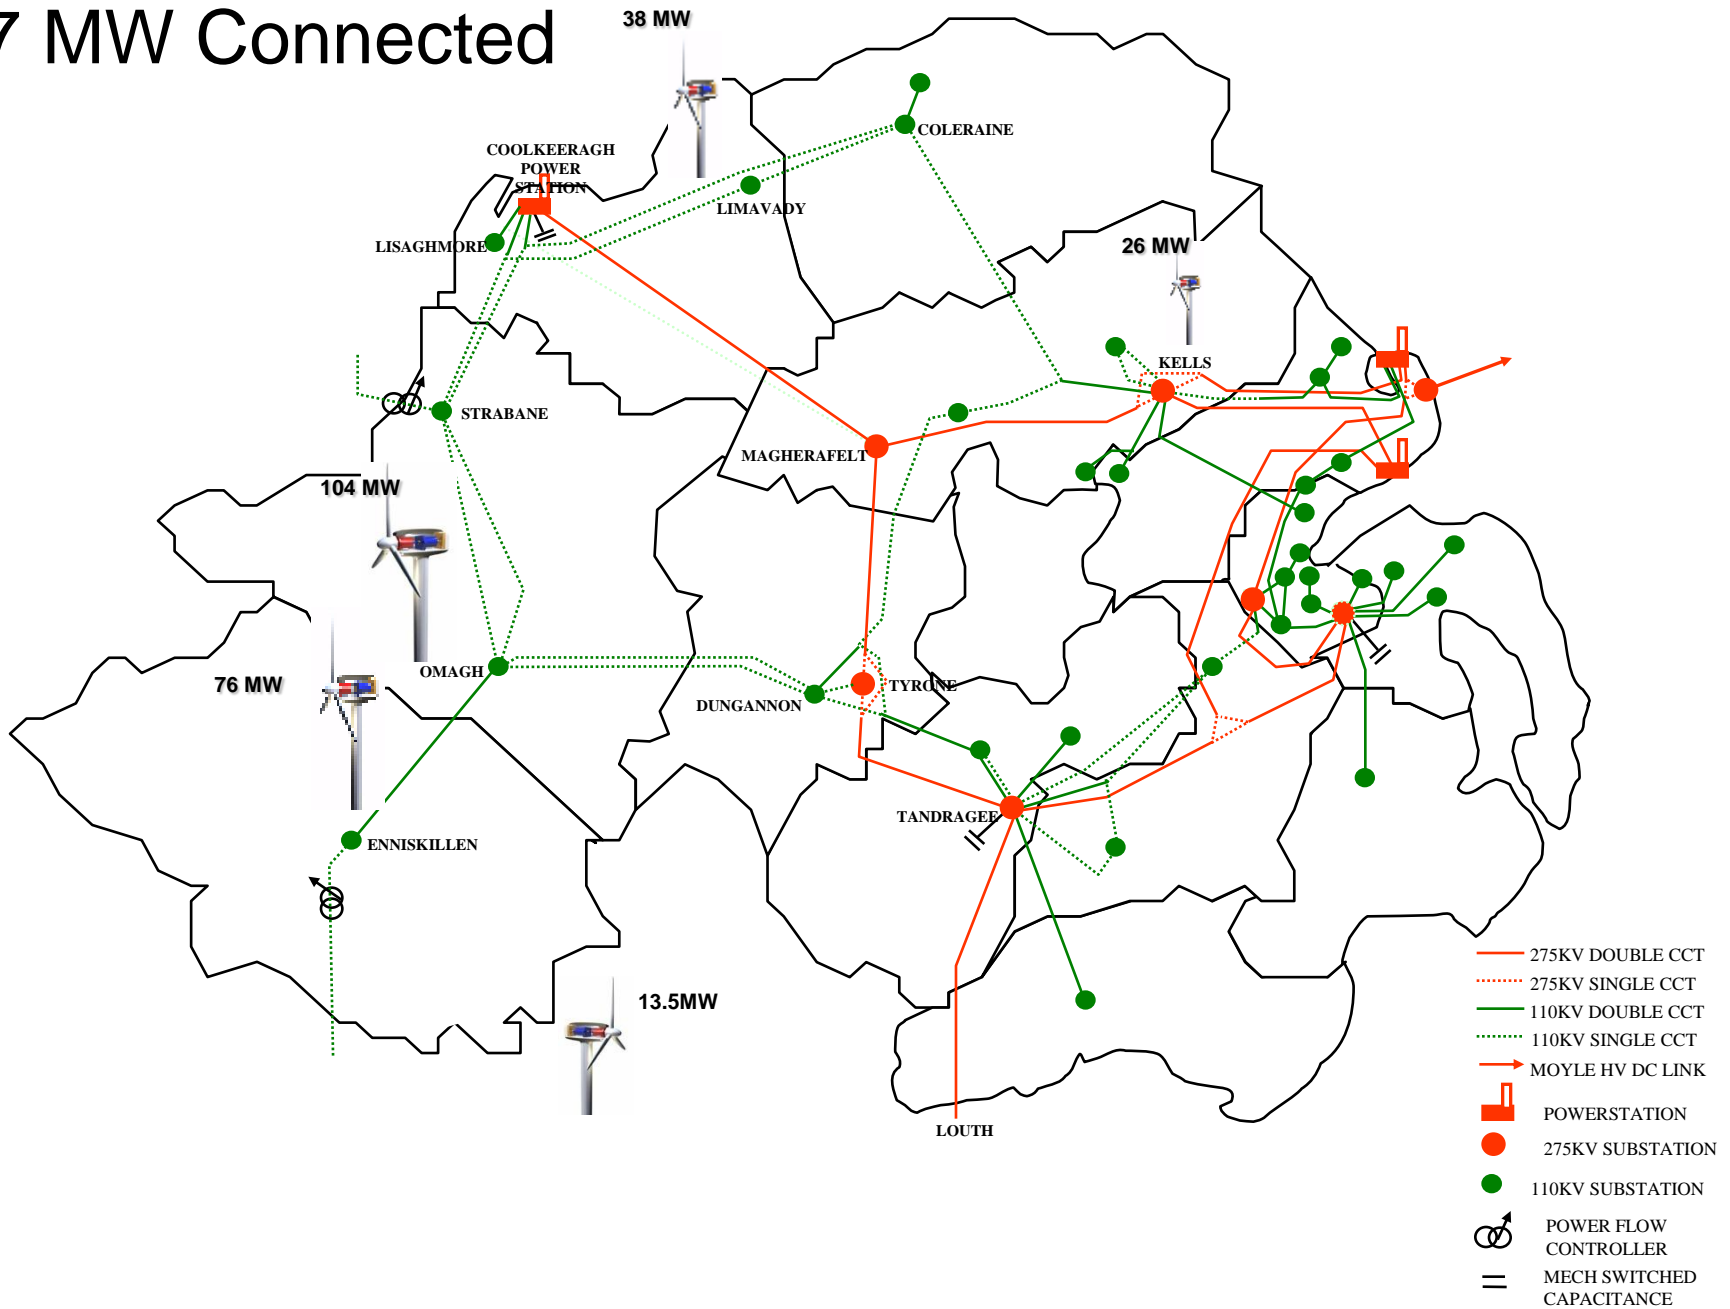 7 MW Connected
38 MW
COLERAINE
COOLKEERAGH
POWER
STATION
LIMAVADY
LISAGHMORE
26 MW
KELLS
STRABANE
MAGHERAFELT
104 MW
OMAGH
76 MW
TYRONE
DUNGANNON
TANDRAGEE
ENNISKILLEN
13.5MW
LOUTH
275KV DOUBLE CCT
275KV SINGLE CCT
110KV DOUBLE CCT
110KV SINGLE CCT
MOYLE HV DC LINK
POWERSTATION
275KV SUBSTATION
110KV SUBSTATION
POWER FLOW
CONTROLLER
MECH SWITCHED
CAPACITANCE